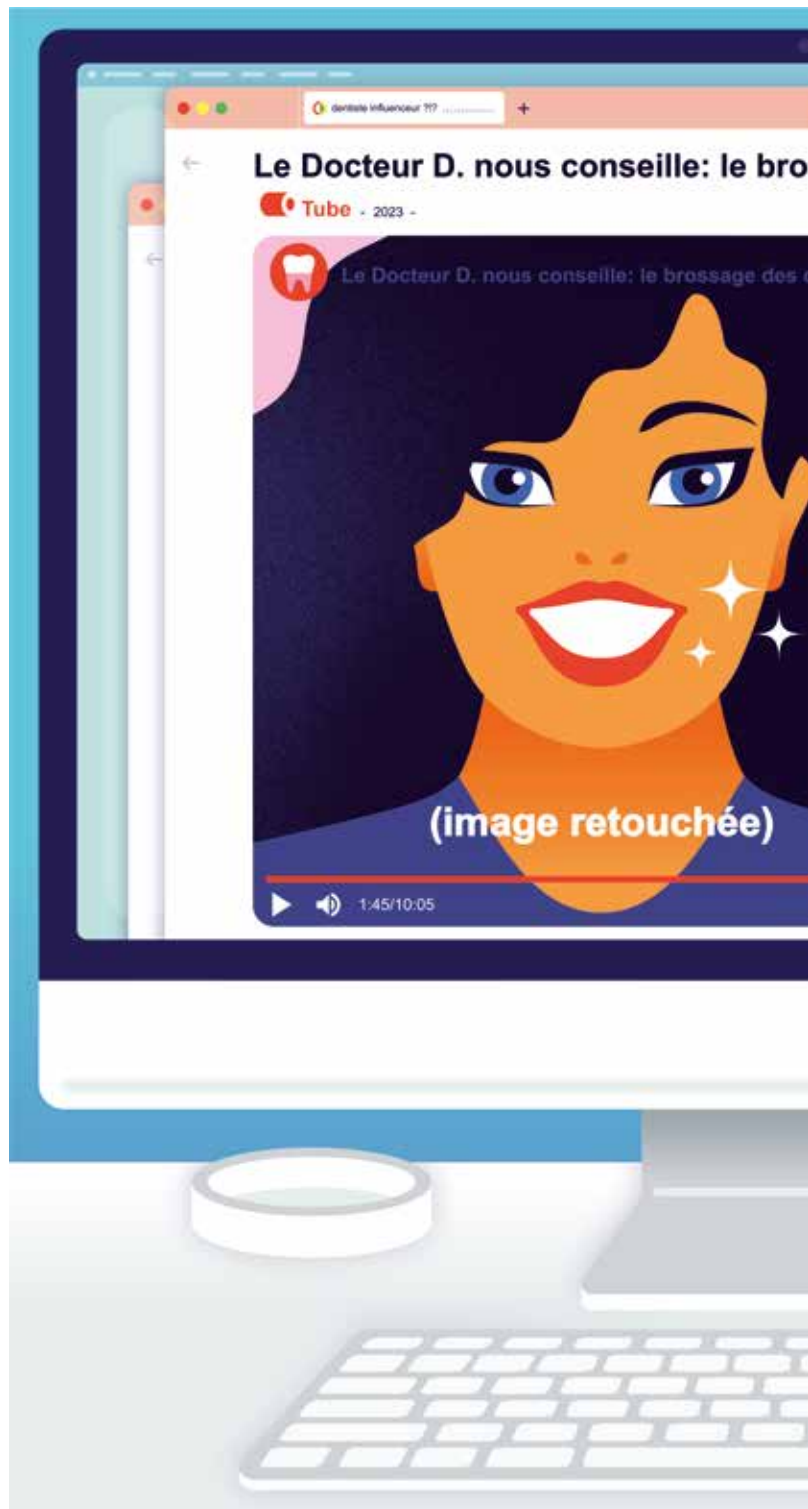 dentiste influenceur ?!? ..............
Le Docteur D. nous conseille: le bro
Tube - 2023 -
Le Docteur D. nous conseille: le brossage des d
(image retouchée)
1:45/10:05